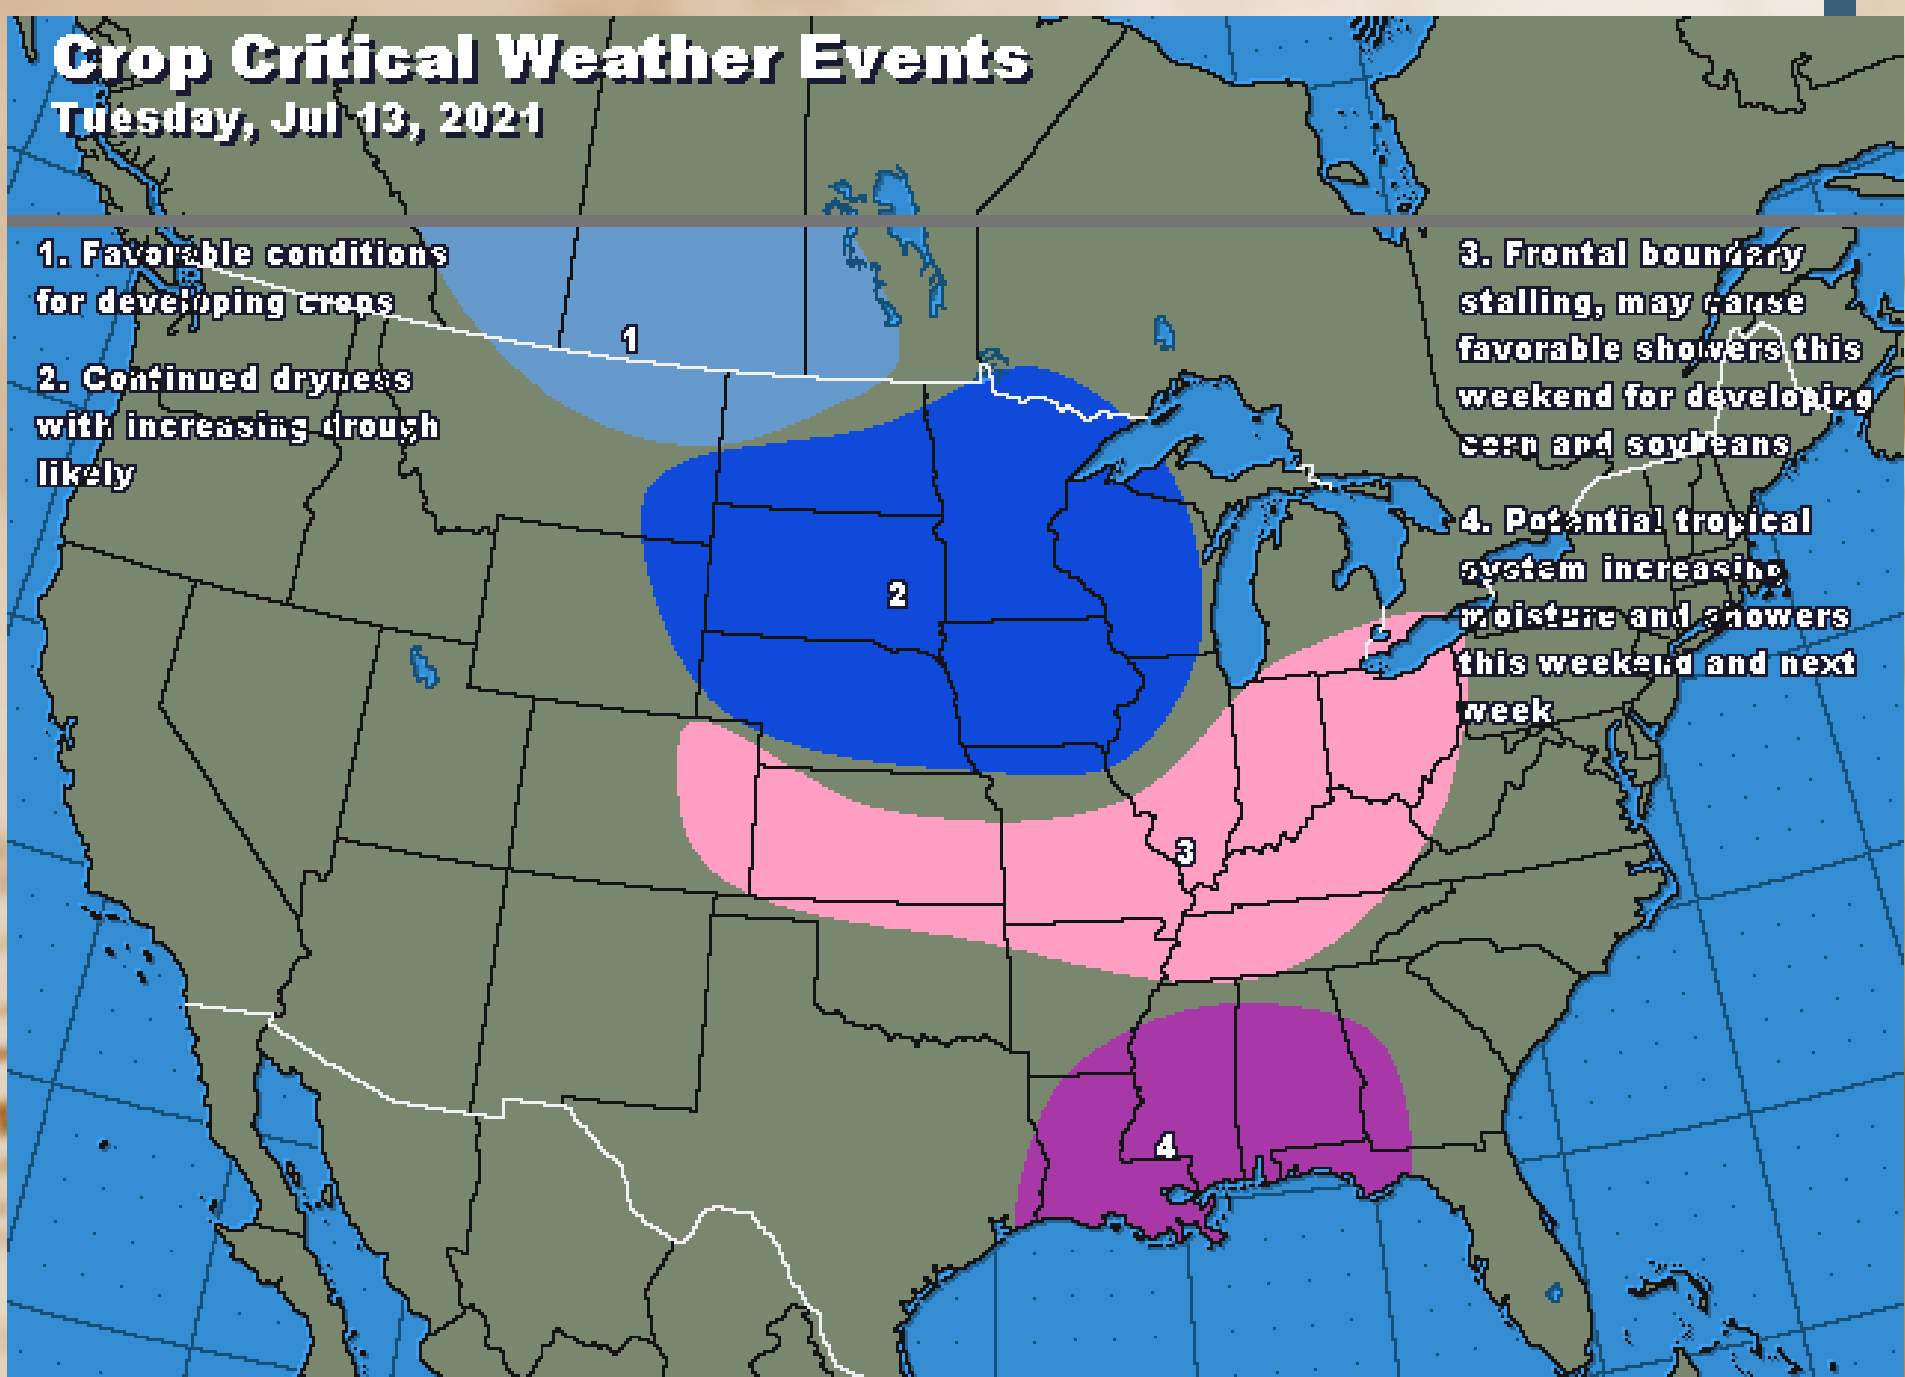 Crop Critical Weather Events
Tuesday, Jul 13, 2021
1. Favorable conditions
for developing crops
2. Continued dryness
with increasing drough
likely
3. Frontal boundary
stalling, may cause
favorable showers this
weekend for developing
corn and soybeans
4. Potential tropical
system increasing
moisture and showers
this weekend and next
week
1
2
3
4